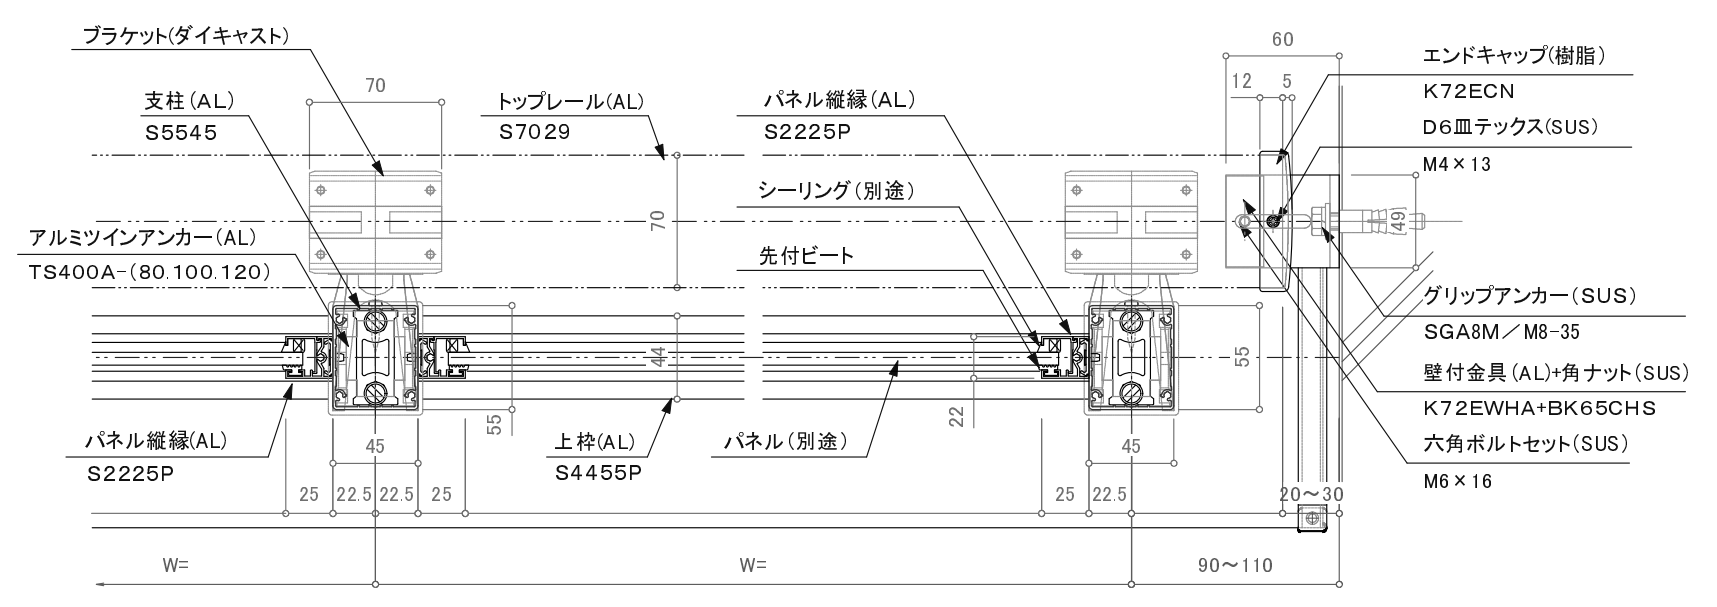 ブラケット(ダイキャスト)
支柱(AL)
S5545
70
トップレール(AL)
S7029
パネル縦縁(AL)
S2225P
60
12
5
エンドキャップ(樹脂)
K72ECN
D6皿テックス(SUS)
M4×13
シーリング(別途)
先付ビート
アルミツインアンカー(AL)
TS400A-(80.100.120)
70
49
グリップアンカー(SUS)
SGA8M/M8-35
壁付金具(AL)+角ナット(SUS)
K72EWHA+BK65CHS
六角ボルトセット(SUS)
M6×16
44
55
22
55
パネル縦縁(AL)
S2225P
45
上枠(AL)
S4455P
パネル(別途)
45
25
22.5
22.5
25
25
22.5
20~30
W=
W=
90~110